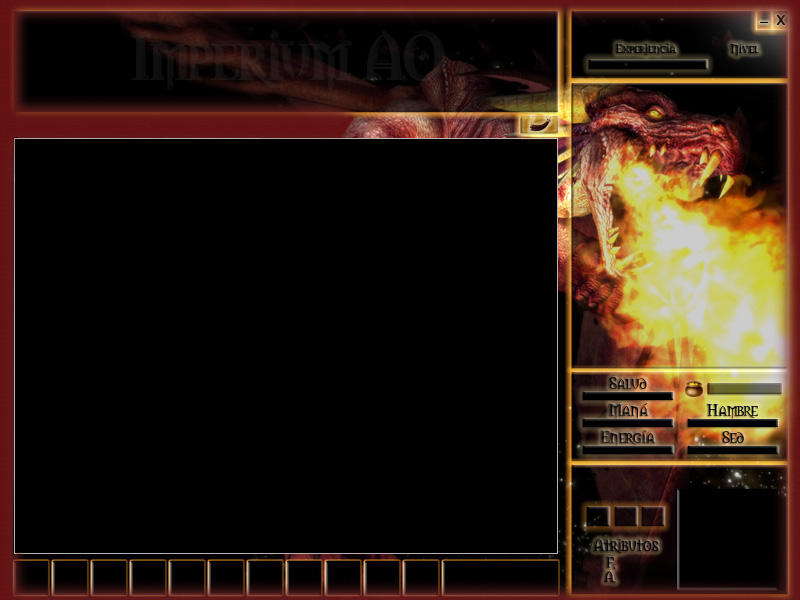 Imperium AO
_ X
Experiencia Nivel
Salud
Maná Hambre
Energía Sed
Atributos
F.
A.